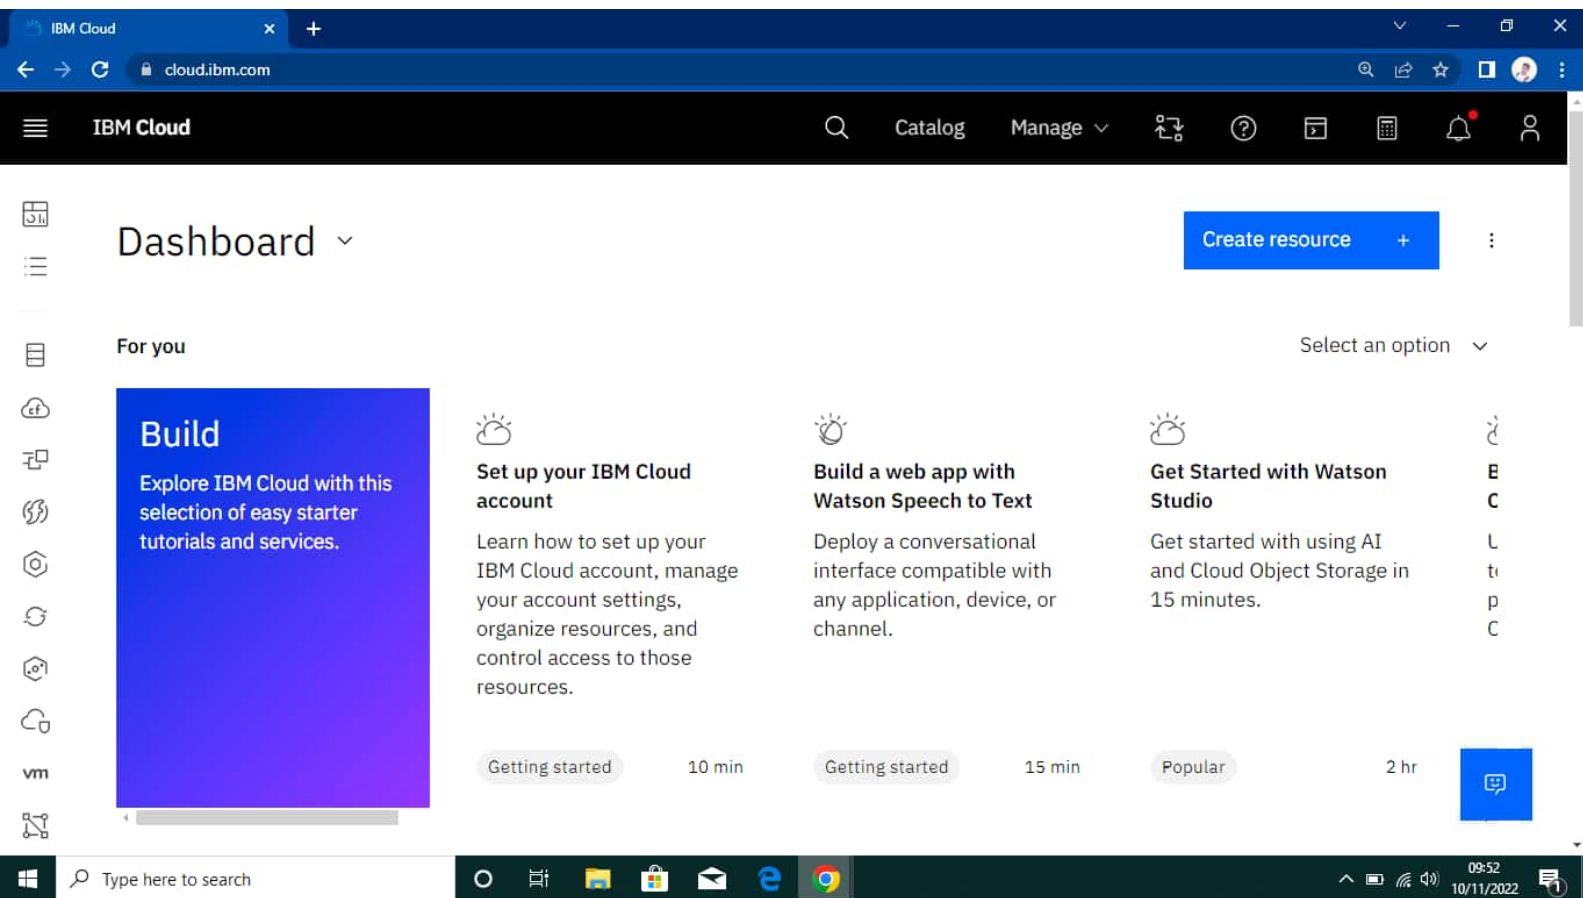 IBM Cloud
cloud.ibm.com
IBM Cloud
Catalog
Manage
Dashboard
Create resource +
For you
Select an option
Build
Explore IBM Cloud with this
selection of easy starter
tutorials and services.
Set up your IBM Cloud
account
Learn how to set up your
IBM Cloud account, manage
your account settings,
organize resources, and
control access to those
resources.
Getting started
10 min
Build a web app with
Watson Speech to Text
Deploy a conversational
interface compatible with
any application, device, or
channel.
Getting started
15 min
Get Started with Watson
Studio
Get started with using AI
and Cloud Object Storage in
15 minutes.
Popular
2 hr
cf
vm
Type here to search
09:52
10/11/2022
1